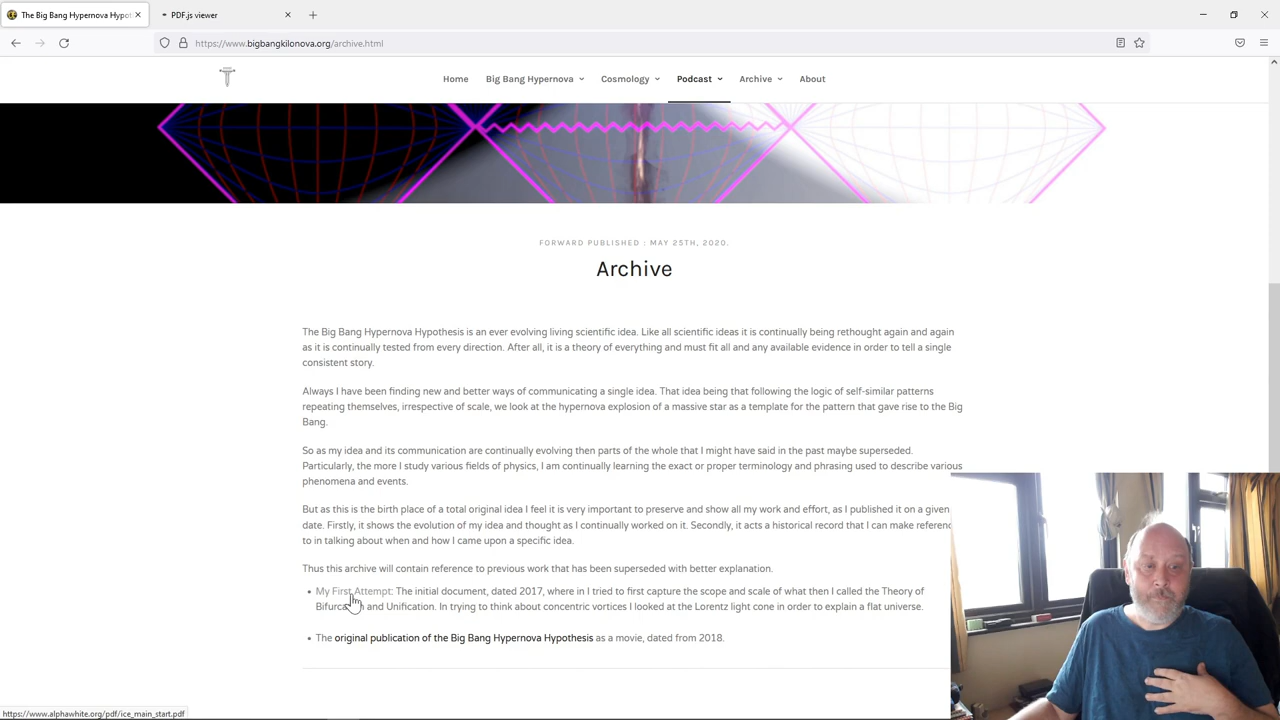 The Big Bang Hypernova Hypot
PDF.js viewer
https://www.bigbangkilonova.org/archive.html
Home Big Bang Hypernova Cosmology Podcast Archive About
FORWARD PUBLISHED : MAY 25TH, 2020.
Archive
The Big Bang Hypernova Hypothesis is an ever evolving living scientific idea. Like all scientific ideas it is continually being rethought again and again
as it is continually tested from every direction. After all, it is a theory of everything and must fit all and any available evidence in order to tell a single
consistent story.
Always I have been finding new and better ways of communicating a single idea. That idea being that following the logic of self-similar patterns
repeating themselves, irrespective of scale, we look at the hypernova explosion of a massive star as a template for the pattern that gave rise to the Big
Bang.
So as my idea and its communication are continually evolving then parts of the whole that I might have said in the past maybe superseded.
Particularly, the more I study various fields of physics, I am continually learning the exact or proper terminology and phrasing used to describe various
phenomena and events.
But as this is the birth place of a total original idea I feel it is very important to preserve and show all my work and effort, as I published it on a given
date. Firstly, it shows the evolution of my idea and thought as I continually worked on it. Secondly, it acts a historical record that I can make referenc
to in talking about when and how I came upon a specific idea.
Thus this archive will contain reference to previous work that has been superseded with better explanation.
• My First Attempt: The initial document, dated 2017, where in I tried to first capture the scope and scale of what then I called the Theory of
and Unification. In trying to think about concentric vortices I looked at the Lorentz light cone in order to explain a flat universe.
• The original publication of the Big Bang Hypernova Hypothesis as a movie, dated from 2018.
https://www.alphawhite.org/pdf/ice_main_start.pdf